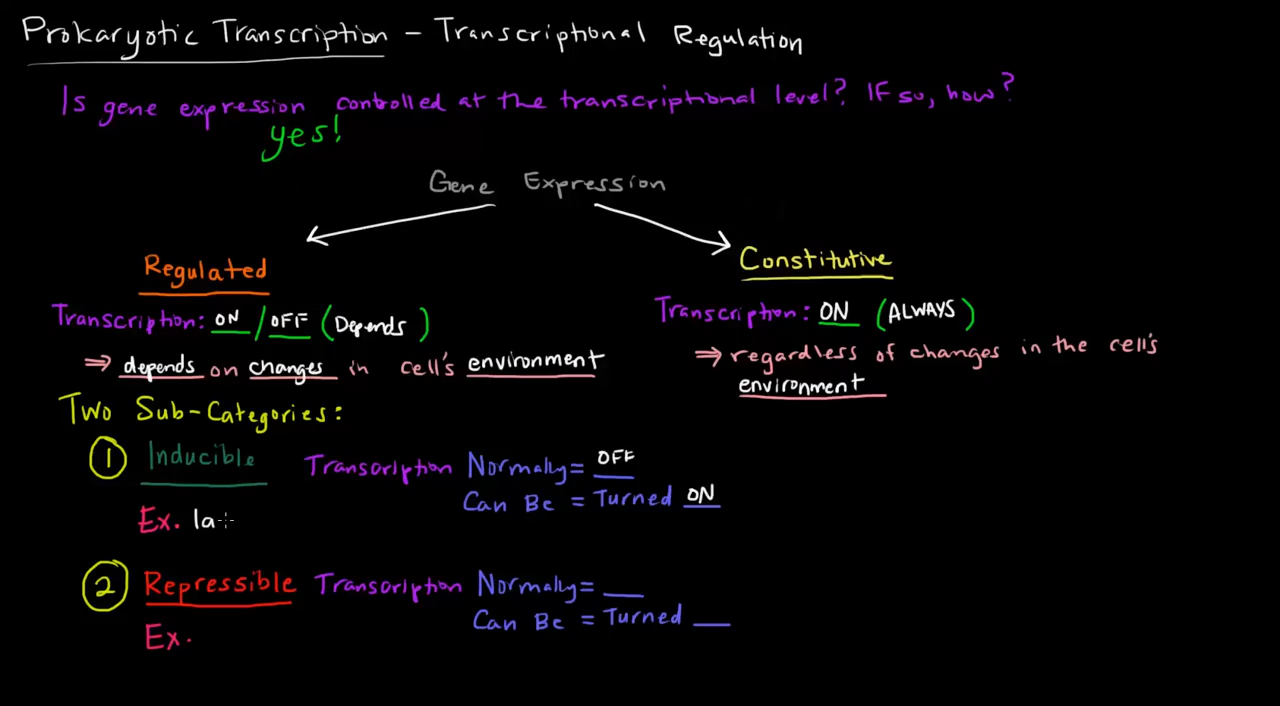 Prokaryotic Transcription - Transcriptional Regulation
Is gene expression controlled at the transcriptional level? If so, how?
yes!
Gene Expression
Regulated
Transcription: ON / OFF (Depends)
⇒ depends on changes in cell's environment
Constitutive
Transcription: ON (ALWAYS)
⇒ regardless of changes in the cell's
environment
Two Sub-Categories:
1 Inducible Transcription Normally = OFF
Can Be = Turned ON
Ex. la
2 Repressible Transcription Normally = __
Can Be = Turned __
Ex.